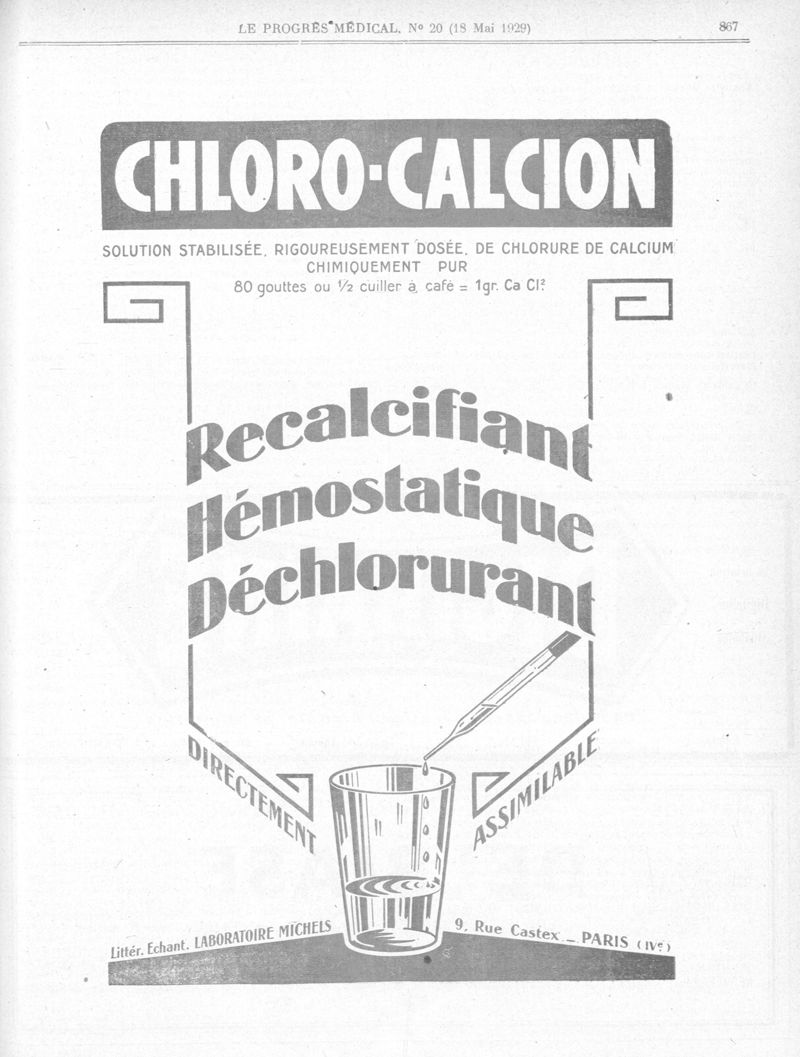 LE PROGRÈS MÉDICAL. No 20 (18 Mai 1929)
867
CHLORO-CALCION
SOLUTION STABILISÉE, RIGOUREUSEMENT DOSÉE, DE CHLORURE DE CALCIUM
CHIMIQUEMENT PUR
80 gouttes ou ½ cuiller à café = 1gr. Ca Cl²
Recalcifiant
Hémostatique
Déchlorurant
DIRECTEMENT
ASSIMILABLE
Littér. Echant. LABORATOIRE MICHELS
9, Rue Castex _ PARIS (IVe)